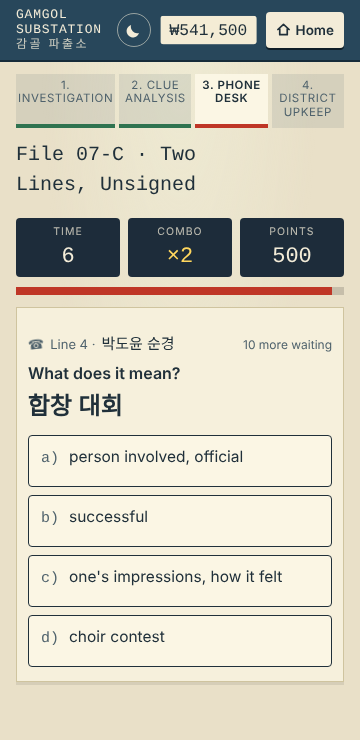 GAMGOL
SUBSTATION
감골 파출소
₩541,500
Home
1. INVESTIGATION
2. CLUE ANALYSIS
3. PHONE DESK
4. DISTRICT UPKEEP
File 07-C · Two
Lines, Unsigned
TIME
6
COMBO
×2
POINTS
500
☎ Line 4 · 박도윤 순경
10 more waiting
What does it mean?
합창 대회
a) person involved, official
b) successful
c) one's impressions, how it felt
d) choir contest